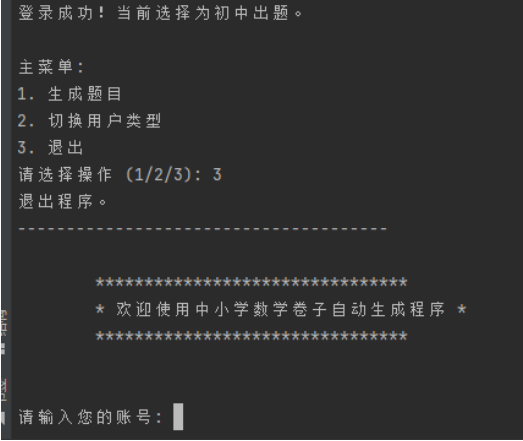 登录成功! 当前选择为初中出题。
主菜单:
1. 生成题目
2. 切换用户类型
3. 退出
请选择操作 (1/2/3): 3
退出程序。
--------------------------------------
********************************
* 欢迎使用中小学数学卷子自动生成程序 *
********************************
请输入您的账号: